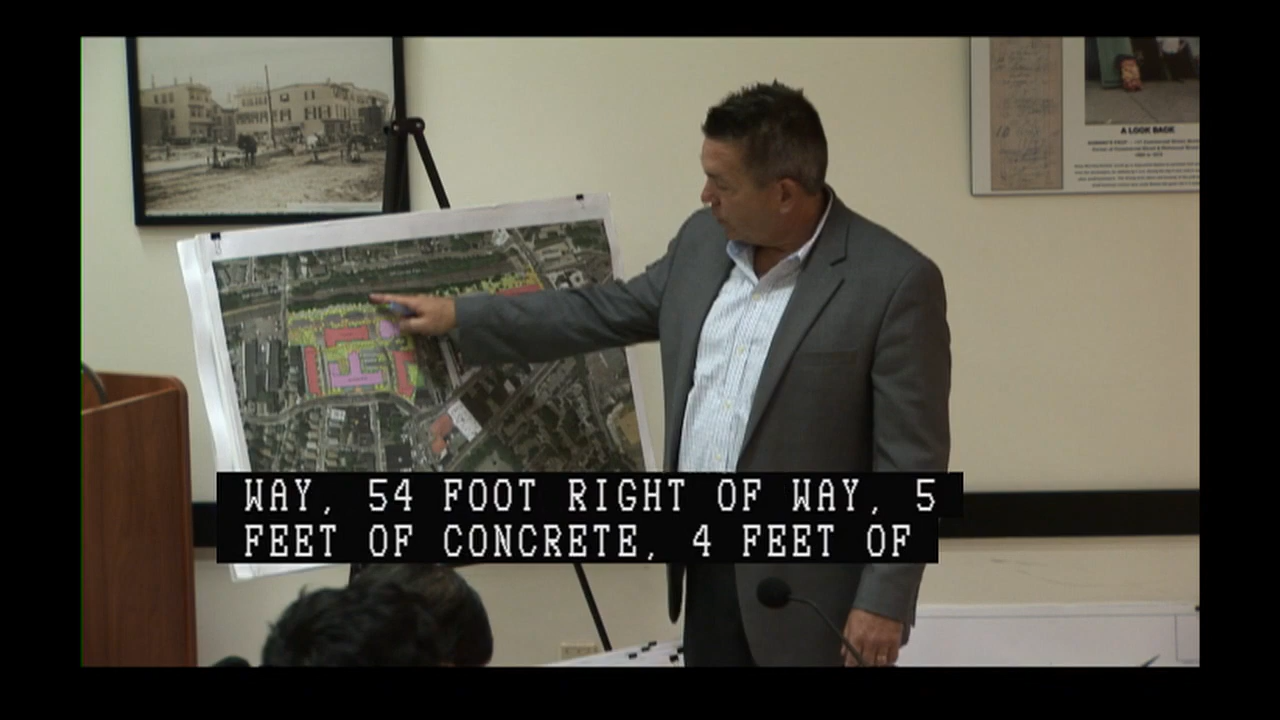 A LOOK BACK
WAY, 54 FOOT RIGHT OF WAY, 5
FEET OF CONCRETE, 4 FEET OF